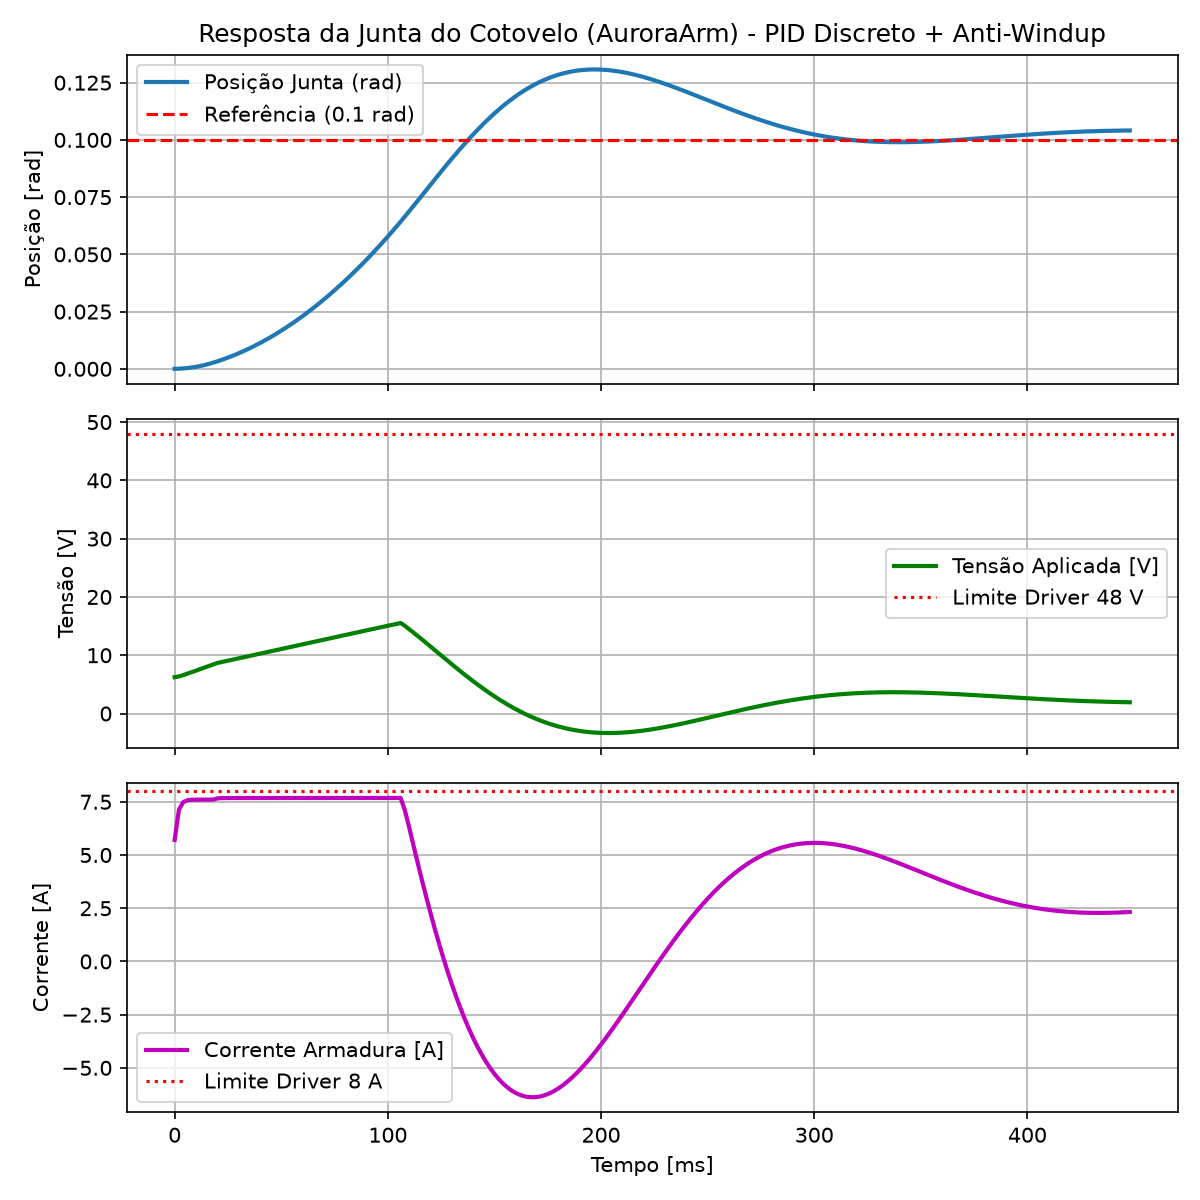 Resposta da Junta do Cotovelo (AuroraArm) - PID Discreto + Anti-Windup
Posição [rad]
0.125
0.100
0.075
0.050
0.025
0.000
Posição Junta (rad)
Referência (0.1 rad)
Tensão [V]
50
40
30
20
10
0
Tensão Aplicada [V]
Limite Driver 48 V
Corrente [A]
7.5
5.0
2.5
0.0
−2.5
−5.0
Corrente Armadura [A]
Limite Driver 8 A
0
100
200
300
400
Tempo [ms]